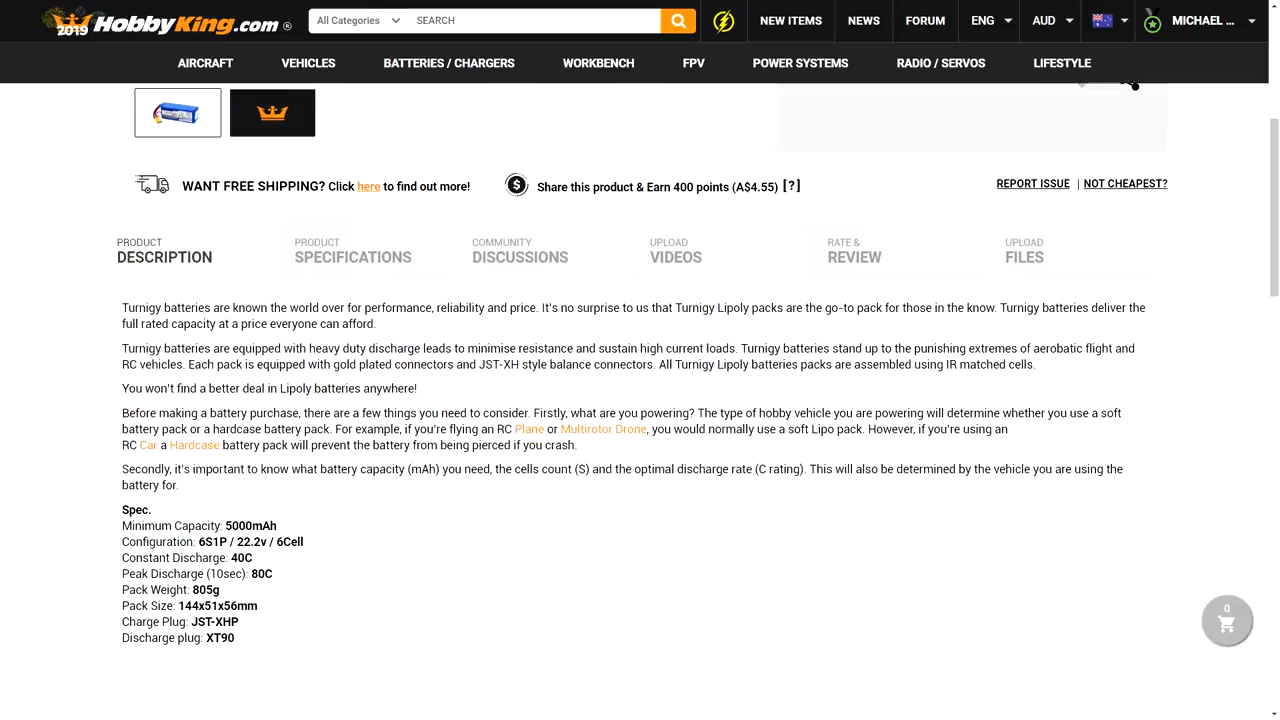 2019 HobbyKing.com ®
All Categories SEARCH
NEW ITEMS NEWS FORUM ENG AUD MICHAEL ...
AIRCRAFT VEHICLES BATTERIES / CHARGERS WORKBENCH FPV POWER SYSTEMS RADIO / SERVOS LIFESTYLE
WANT FREE SHIPPING? Click here to find out more! $ Share this product & Earn 400 points (A$4.55) [?] REPORT ISSUE | NOT CHEAPEST?
PRODUCT PRODUCT COMMUNITY UPLOAD RATE & UPLOAD
DESCRIPTION SPECIFICATIONS DISCUSSIONS VIDEOS REVIEW FILES
Turnigy batteries are known the world over for performance, reliability and price. It's no surprise to us that Turnigy Lipoly packs are the go-to pack for those in the know. Turnigy batteries deliver the
full rated capacity at a price everyone can afford.
Turnigy batteries are equipped with heavy duty discharge leads to minimise resistance and sustain high current loads. Turnigy batteries stand up to the punishing extremes of aerobatic flight and
RC vehicles. Each pack is equipped with gold plated connectors and JST-XH style balance connectors. All Turnigy Lipoly batteries packs are assembled using IR matched cells.
You won't find a better deal in Lipoly batteries anywhere!
Before making a battery purchase, there are a few things you need to consider. Firstly, what are you powering? The type of hobby vehicle you are powering will determine whether you use a soft
battery pack or a hardcase battery pack. For example, if you're flying an RC Plane or Multirotor Drone, you would normally use a soft Lipo pack. However, if you're using an
RC Car a Hardcase battery pack will prevent the battery from being pierced if you crash.
Secondly, it's important to know what battery capacity (mAh) you need, the cells count (S) and the optimal discharge rate (C rating). This will also be determined by the vehicle you are using the
battery for.
Spec.
Minimum Capacity: 5000mAh
Configuration: 6S1P / 22.2v / 6Cell
Constant Discharge: 40C
Peak Discharge (10sec): 80C
Pack Weight: 805g
Pack Size: 144x51x56mm
Charge Plug: JST-XHP
Discharge plug: XT90
0